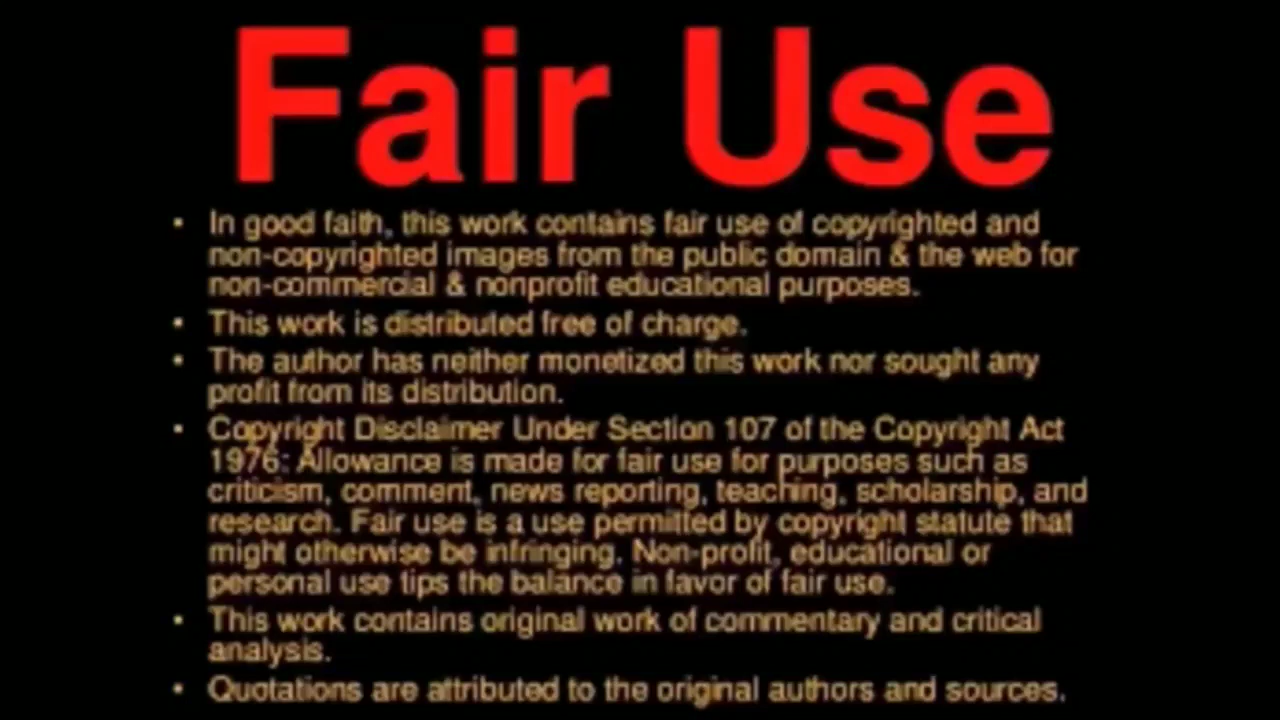 Fair Use
• In good faith, this work contains fair use of copyrighted and
non-copyrighted images from the public domain & the web for
non-commercial & nonprofit educational purposes.
• This work is distributed free of charge.
• The author has neither monetized this work nor sought any
profit from its distribution.
• Copyright Disclaimer Under Section 107 of the Copyright Act
1976: Allowance is made for fair use for purposes such as
criticism, comment, news reporting, teaching, scholarship, and
research. Fair use is a use permitted by copyright statute that
might otherwise be infringing. Non-profit, educational or
personal use tips the balance in favor of fair use.
• This work contains original work of commentary and critical
analysis.
• Quotations are attributed to the original authors and sources.